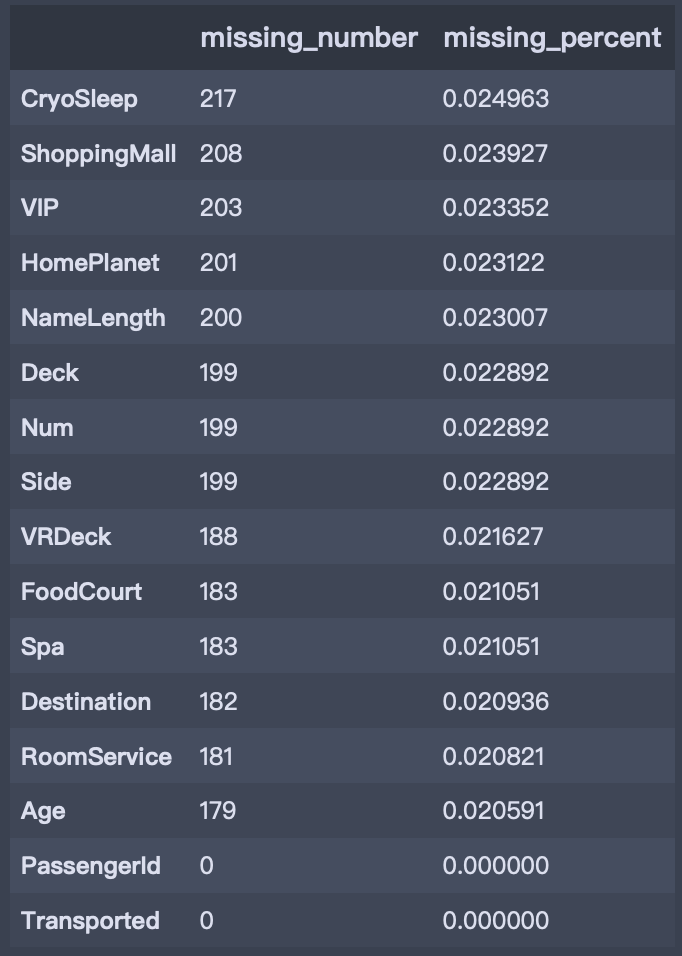 missing_number missing_percent
CryoSleep 217 0.024963
ShoppingMall 208 0.023927
VIP 203 0.023352
HomePlanet 201 0.023122
NameLength 200 0.023007
Deck 199 0.022892
Num 199 0.022892
Side 199 0.022892
VRDeck 188 0.021627
FoodCourt 183 0.021051
Spa 183 0.021051
Destination 182 0.020936
RoomService 181 0.020821
Age 179 0.020591
PassengerId 0 0.000000
Transported 0 0.000000